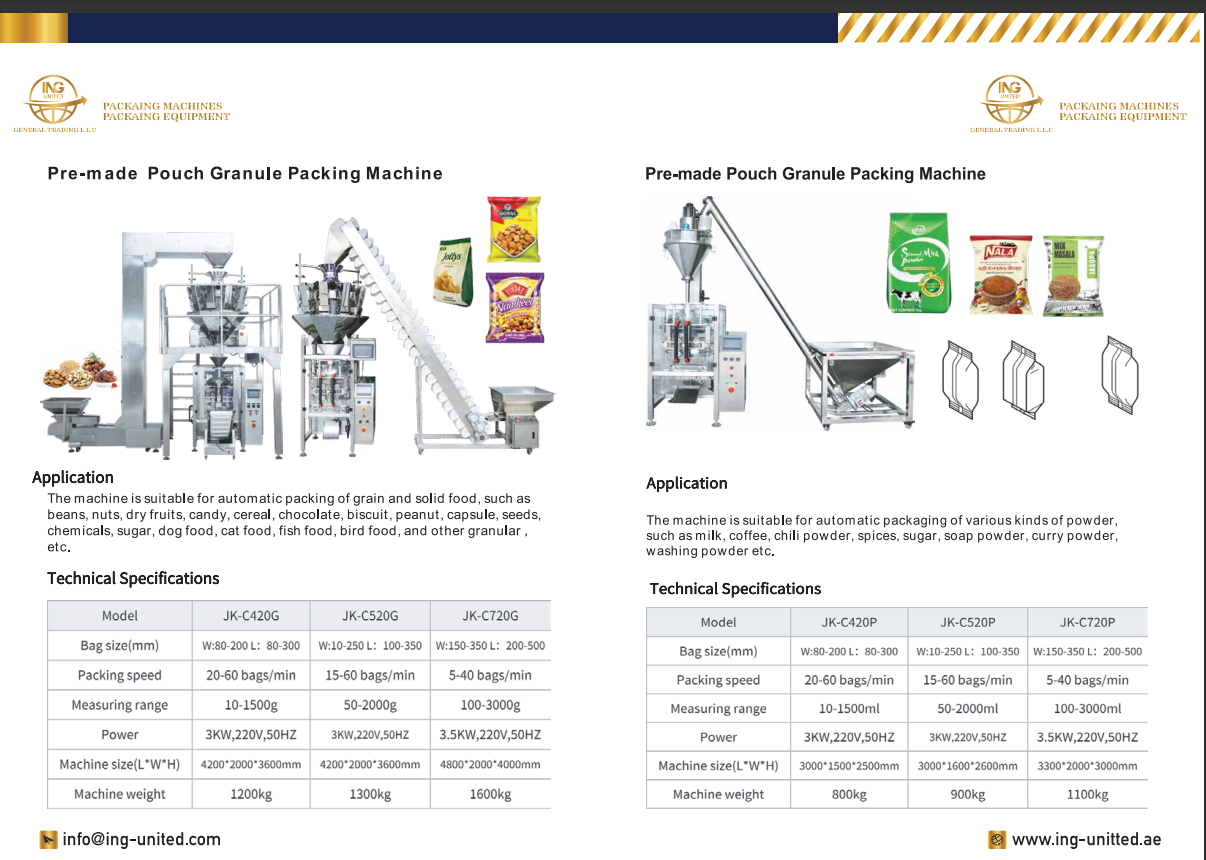 ING
UNITED
GENERAL TRADING L.L.C
PACKAING MACHINES
PACKAING EQUIPMENT
Pre-made Pouch Granule Packing Machine
GOPAL
Jollys
Namkeen
Application
The machine is suitable for automatic packing of grain and solid food, such as
beans, nuts, dry fruits, candy, cereal, chocolate, biscuit, peanut, capsule, seeds,
chemicals, sugar, dog food, cat food, fish food, bird food, and other granular ,
etc.
Technical Specifications
Model JK-C420G JK-C520G JK-C720G
Bag size(mm) W:80-200 L: 80-300 W:10-250 L: 100-350 W:150-350 L: 200-500
Packing speed 20-60 bags/min 15-60 bags/min 5-40 bags/min
Measuring range 10-1500g 50-2000g 100-3000g
Power 3KW,220V,50HZ 3KW,220V,50HZ 3.5KW,220V,50HZ
Machine size(L*W*H) 4200*2000*3600mm 4200*2000*3600mm 4800*2000*4000mm
Machine weight 1200kg 1300kg 1600kg
info@ing-united.com
ING
UNITED
GENERAL TRADING L.L.C
PACKAING MACHINES
PACKAING EQUIPMENT
Pre-made Pouch Granule Packing Machine
NALA
MIX
MASALA
Application
The machine is suitable for automatic packaging of various kinds of powder,
such as milk, coffee, chili powder, spices, sugar, soap powder, curry powder,
washing powder etc.
Technical Specifications
Model JK-C420P JK-C520P JK-C720P
Bag size(mm) W:80-200 L: 80-300 W:10-250 L: 100-350 W:150-350 L: 200-500
Packing speed 20-60 bags/min 15-60 bags/min 5-40 bags/min
Measuring range 10-1500ml 50-2000ml 100-3000ml
Power 3KW,220V,50HZ 3KW,220V,50HZ 3.5KW,220V,50HZ
Machine size(L*W*H) 3000*1500*2500mm 3000*1600*2600mm 3300*2000*3000mm
Machine weight 800kg 900kg 1100kg
www.ing-unitted.ae